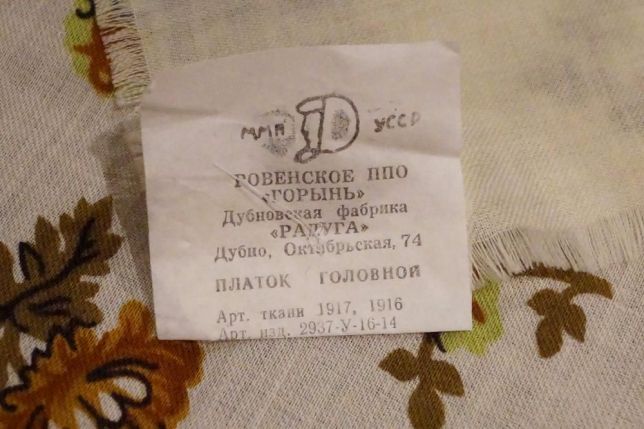 ММП УССР
РОВЕНСКОЕ ППО
«ГОРЫНЬ»
Дубновская фабрика
«РАДУГА»
Дубно, Октябрьская, 74
ПЛАТОК ГОЛОВНОЙ
Арт. ткани 1917, 1916
Арт. изд. 2937-У-16-14